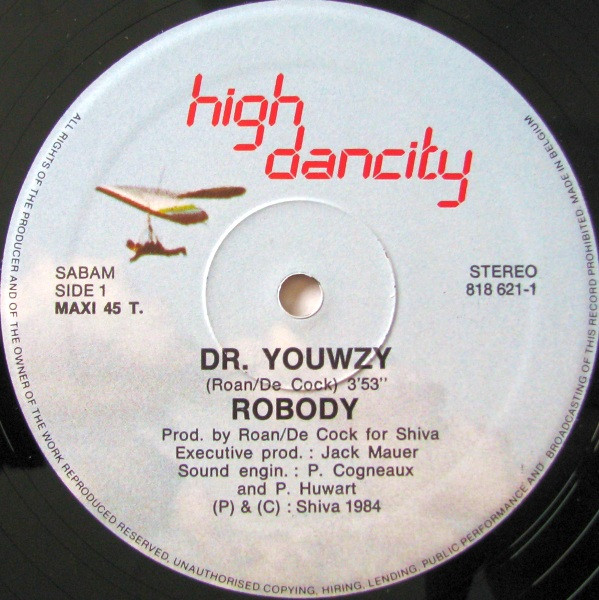 high
dancity
SABAM
SIDE 1
MAXI 45 T.
STEREO
818 621-1
DR. YOUWZY
(Roan/De Cock) 3'53''
ROBODY
Prod. by Roan/De Cock for Shiva
Executive prod. : Jack Mauer
Sound engin. : P. Cogneaux
and P. Huwart
(P) & (C) : Shiva 1984
ALL RIGHTS OF THE PRODUCER AND OF THE OWNER OF THE WORK REPRODUCED RESERVED, UNAUTHORISED COPYING, HIRING, LENDING, PUBLIC PERFORMANCE AND BROADCASTING OF THIS RECORD PROHIBITED. MADE IN BELGIUM